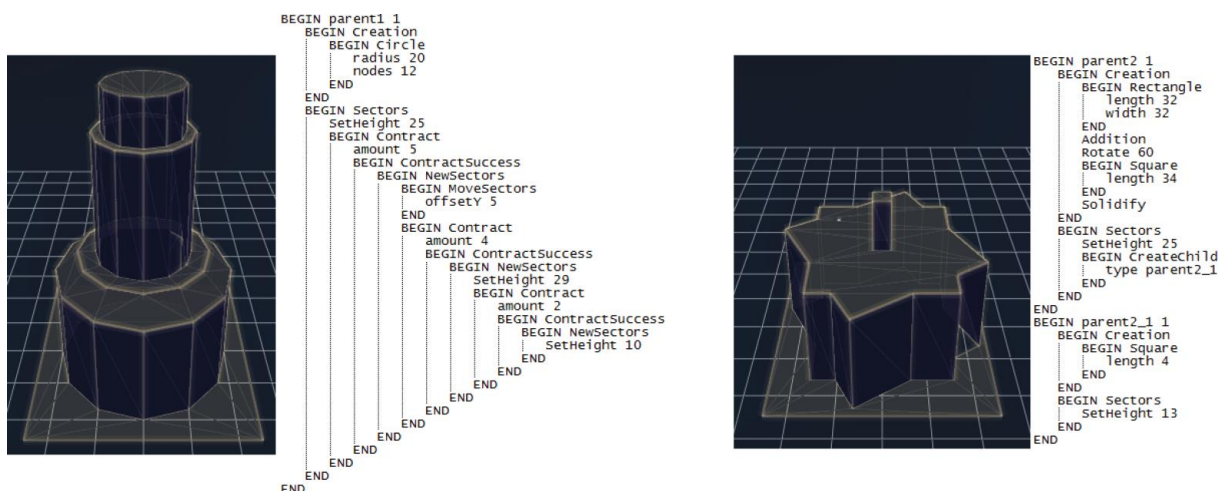 BEGIN parent1 1
BEGIN Creation
BEGIN Circle
radius 20
nodes 12
END
END
BEGIN Sectors
SetHeight 25
BEGIN Contract
amount 5
BEGIN ContractSuccess
BEGIN NewSectors
BEGIN MoveSectors
offsetY 5
END
BEGIN Contract
amount 4
BEGIN ContractSuccess
BEGIN NewSectors
SetHeight 29
BEGIN Contract
amount 2
BEGIN ContractSuccess
BEGIN NewSectors
SetHeight 10
END
END
END
END
END
END
END
END
END
END
END
BEGIN parent2 1
BEGIN Creation
BEGIN Rectangle
length 32
width 32
END
Addition
Rotate 60
BEGIN Square
length 34
END
Solidify
END
BEGIN Sectors
SetHeight 25
BEGIN CreateChild
type parent2_1
END
END
END
BEGIN parent2_1 1
BEGIN Creation
BEGIN Square
length 4
END
END
BEGIN Sectors
SetHeight 13
END
END